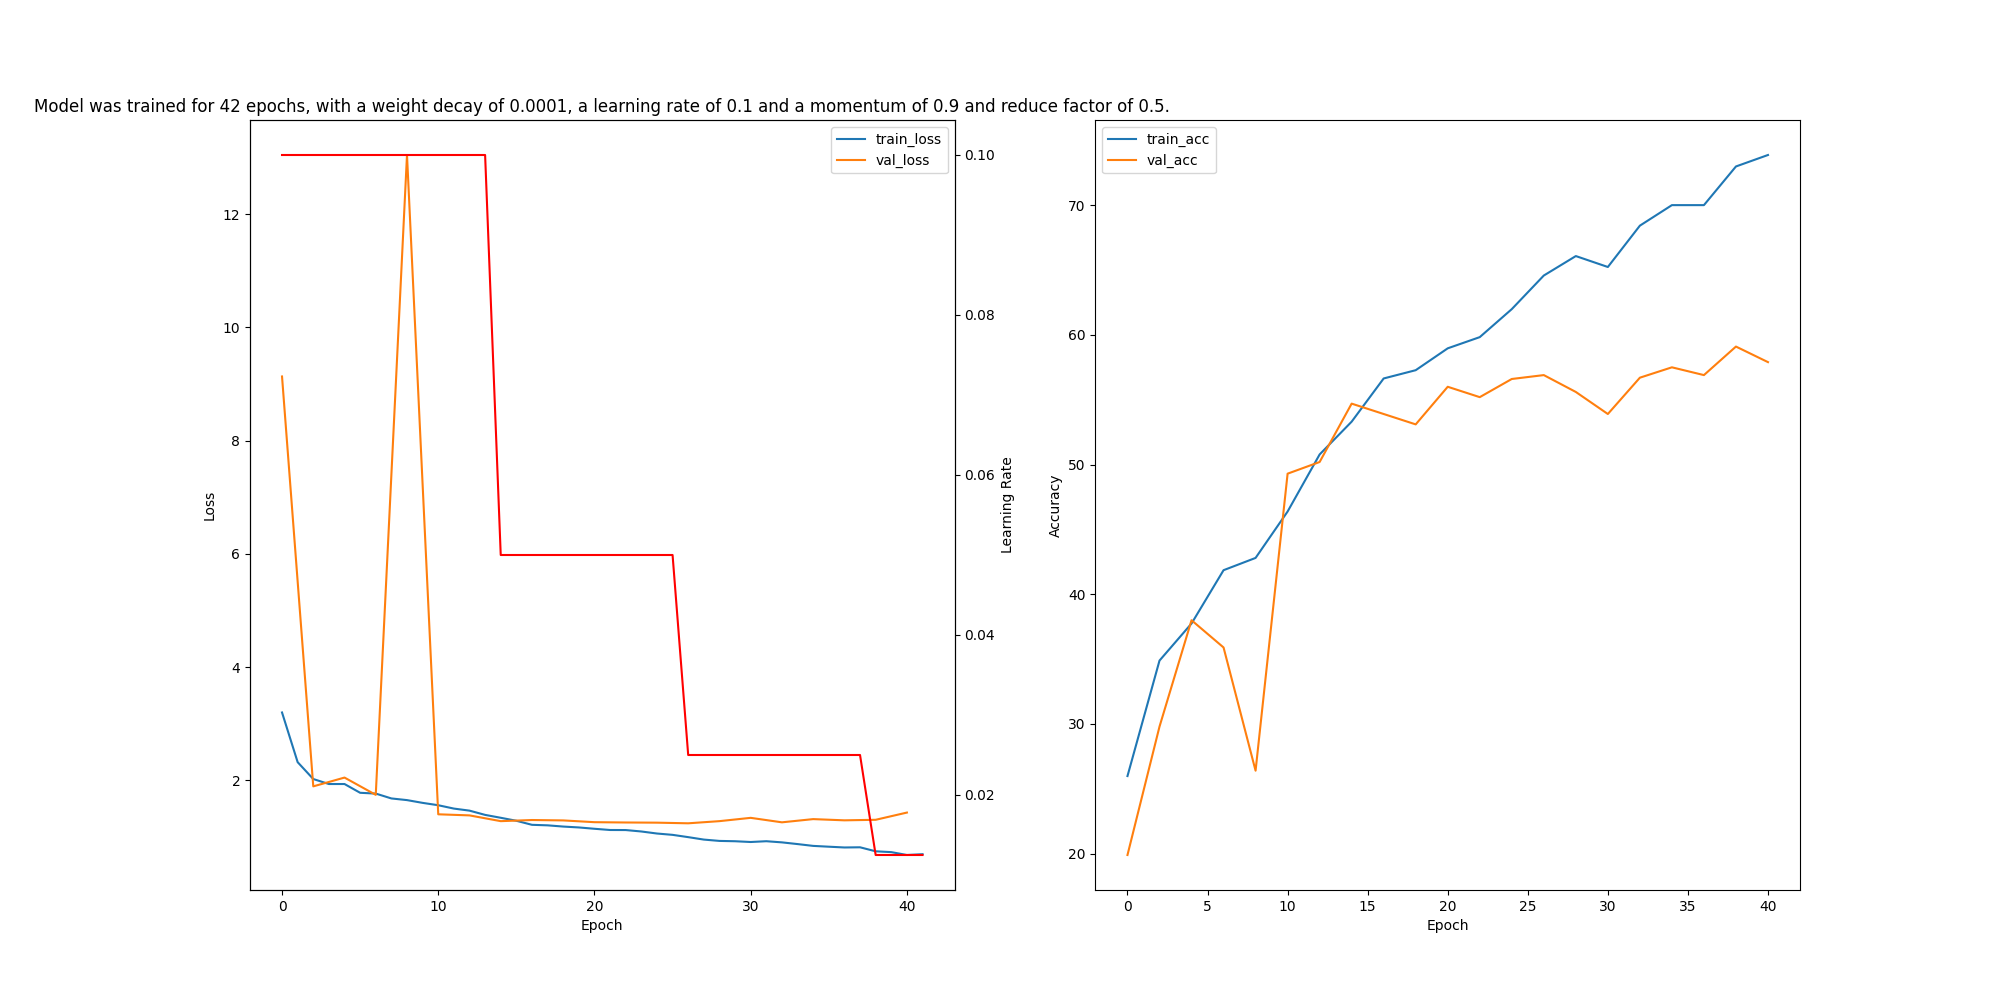 Model was trained for 42 epochs, with a weight decay of 0.0001, a learning rate of 0.1 and a momentum of 0.9 and reduce factor of 0.5.
train_loss
val_loss
12
10
8
6
4
2
Loss
0 10 20 30 40
Epoch
0.10
0.08
0.06
0.04
0.02
Learning Rate
train_acc
val_acc
70
60
50
40
30
20
Accuracy
0 5 10 15 20 25 30 35 40
Epoch